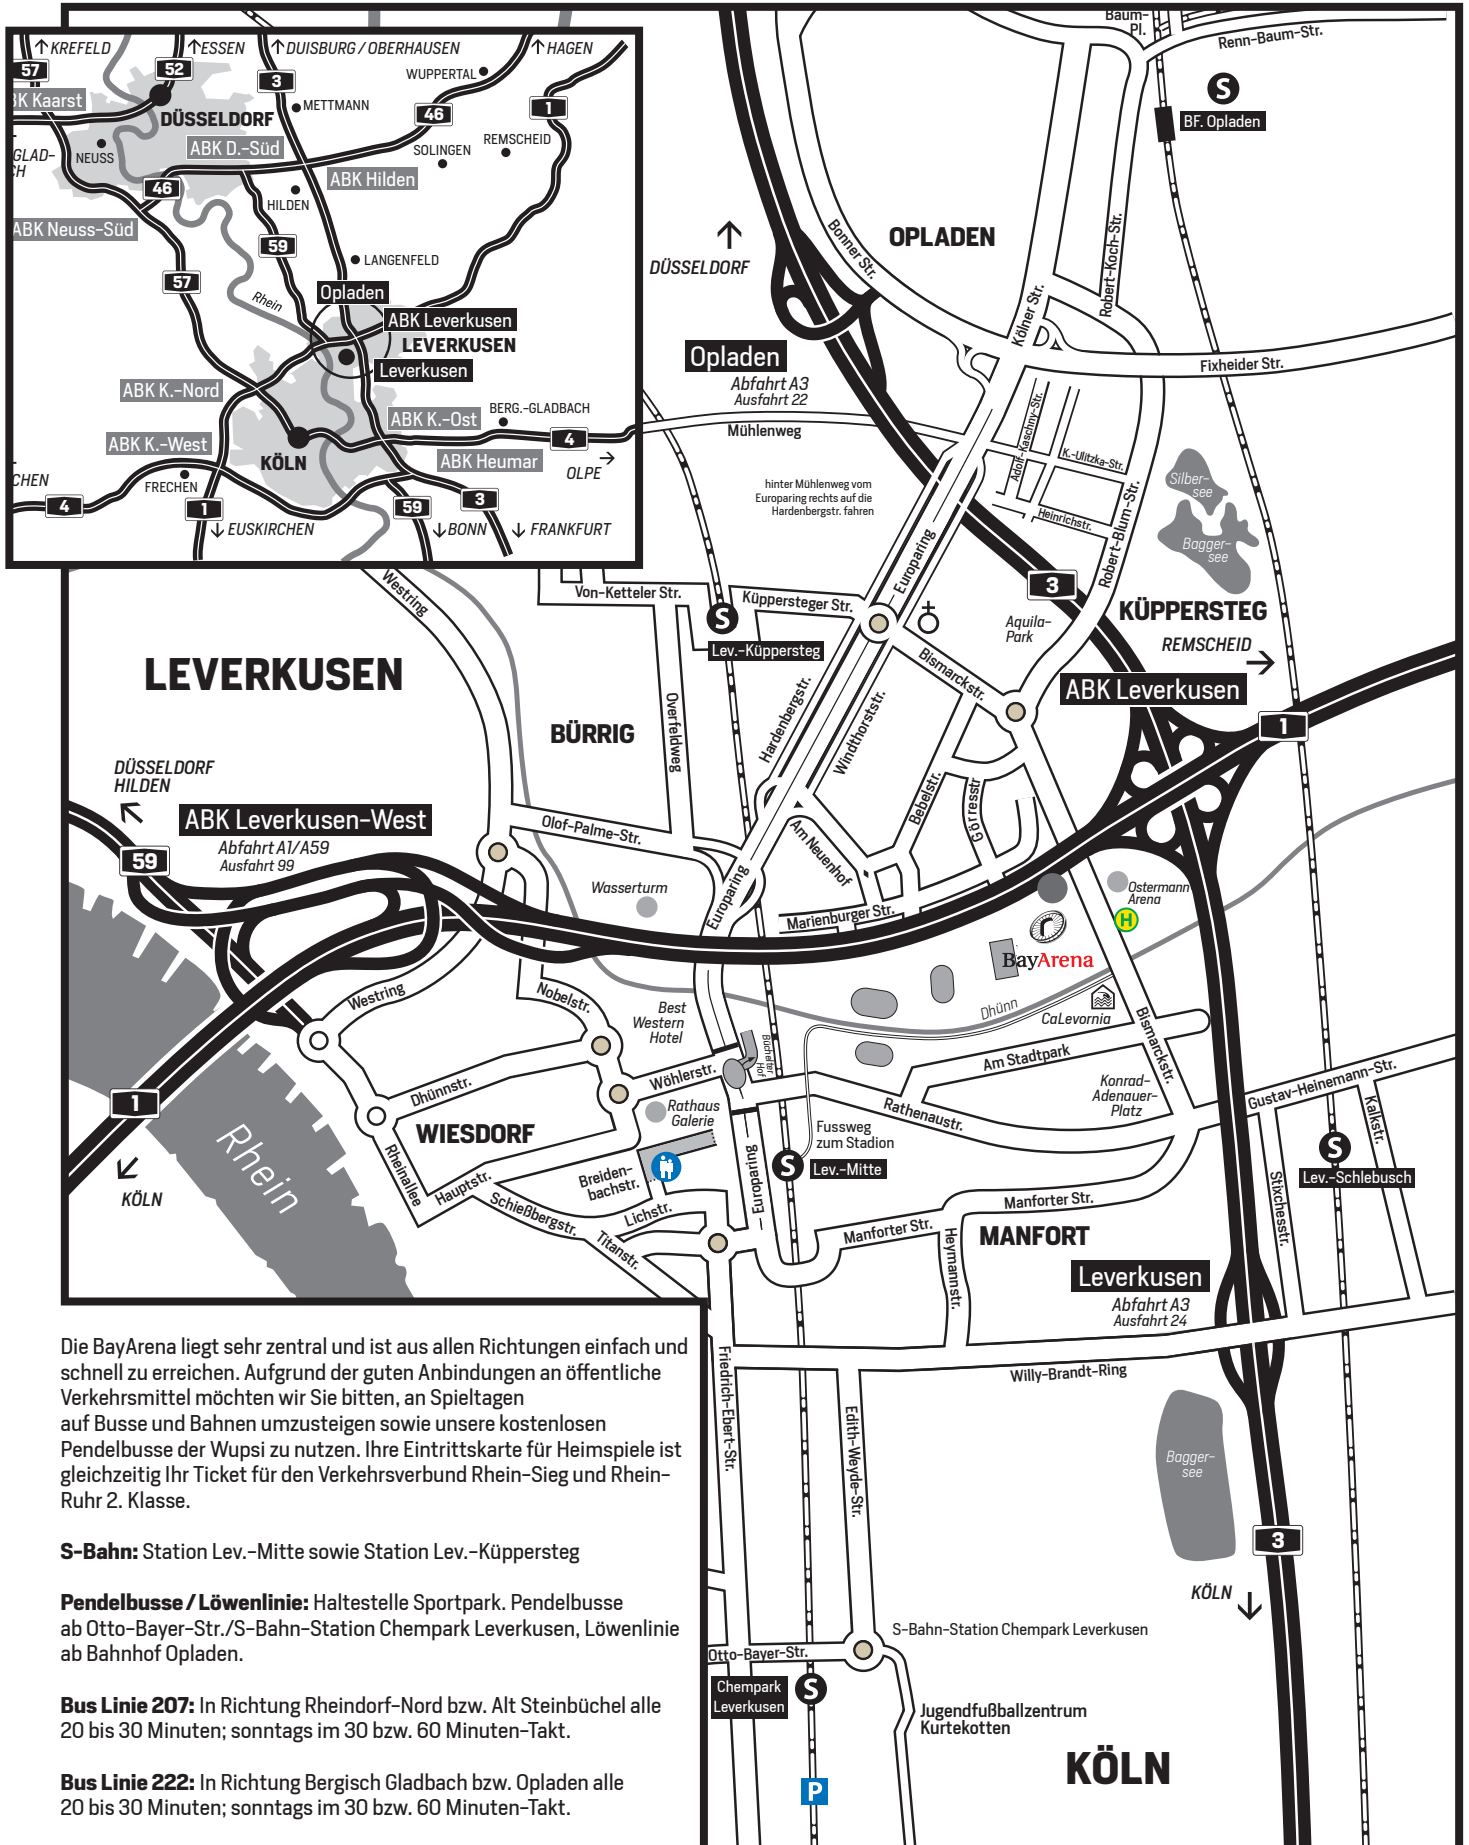 KREFELD
ESSEN
DUISBURG / OBERHAUSEN
HAGEN
57
52
3
WUPPERTAL
BK Kaarst
METTMANN
46
1
DÜSSELDORF
GLAD-
CH
NEUSS
ABK D.-Süd
SOLINGEN
REMSCHEID
46
ABK Hilden
HILDEN
ABK Neuss-Süd
59
LANGENFELD
57
Rhein
Opladen
ABK Leverkusen
LEVERKUSEN
Leverkusen
ABK K.-Nord
ABK K.-Ost
BERG.-GLADBACH
4
ABK K.-West
KÖLN
ABK Heumar
OLPE
CHEN
FRECHEN
4
1
59
3
EUSKIRCHEN
BONN
FRANKFURT
Baum-
Pl.
Renn-Baum-Str.
S
BF. Opladen
OPLADEN
Bonner Str.
DÜSSELDORF
Robert-Koch-Str.
Kölner Str.
Opladen
Abfahrt A3
Ausfahrt 22
Fixheider Str.
Mühlenweg
Adolf-Kaschny-Str.
K.-Ulitzka-Str.
Heinrichstr.
hinter Mühlenweg vom
Europaring rechts auf die
Hardenbergstr. fahren
Silber-
see
Bagger-
see
Robert-Blum-Str.
Europaring
3
KÜPPERSTEG
REMSCHEID
Westring
Von-Ketteler Str.
Küppersteger Str.
S
Lev.-Küppersteg
Aquila-
Park
Bismarckstr.
ABK Leverkusen
1
LEVERKUSEN
BÜRRIG
Overfeldweg
Hardenbergstr.
Windthorststr.
Bebelstr.
Görresstr
DÜSSELDORF
HILDEN
ABK Leverkusen-West
Abfahrt A1/A59
Ausfahrt 99
59
Olof-Palme-Str.
Am Neuenhof
Wasserturm
Europaring
Marienburger Str.
Ostermann
Arena
H
BayArena
Dhünn
CaLevornia
Westring
Nobelstr.
Best
Western
Hotel
Büchelter
Hof
Bismarckstr.
Am Stadtpark
Wöhlerstr.
Dhünnstr.
Rathenaustr.
Konrad-
Adenauer-
Platz
Gustav-Heinemann-Str.
Kalkstr.
1
KÖLN
Rhein
WIESDORF
Rathaus
Galerie
Rheinallee
Hauptstr.
Breiden-
bachstr.
Europaring
Fussweg
zum Stadion
S
Lev.-Mitte
S
Lev.-Schlebusch
Stixchesstr.
Schießbergstr.
Lichstr.
Titanstr.
Manforter Str.
Manforter Str.
MANFORT
Heymannstr.
Leverkusen
Abfahrt A3
Ausfahrt 24
Willy-Brandt-Ring
Friedrich-Ebert-Str.
Edith-Weyde-Str.
Bagger-
see
3
KÖLN
S-Bahn-Station Chempark Leverkusen
Otto-Bayer-Str.
Chempark
Leverkusen
S
Jugendfußballzentrum
Kurtekotten
KÖLN
P
Die BayArena liegt sehr zentral und ist aus allen Richtungen einfach und
schnell zu erreichen. Aufgrund der guten Anbindungen an öffentliche
Verkehrsmittel möchten wir Sie bitten, an Spieltagen
auf Busse und Bahnen umzusteigen sowie unsere kostenlosen
Pendelbusse der Wupsi zu nutzen. Ihre Eintrittskarte für Heimspiele ist
gleichzeitig Ihr Ticket für den Verkehrsverbund Rhein-Sieg und Rhein-
Ruhr 2. Klasse.
S-Bahn: Station Lev.-Mitte sowie Station Lev.-Küppersteg
Pendelbusse / Löwenlinie: Haltestelle Sportpark. Pendelbusse
ab Otto-Bayer-Str./S-Bahn-Station Chempark Leverkusen, Löwenlinie
ab Bahnhof Opladen.
Bus Linie 207: In Richtung Rheindorf-Nord bzw. Alt Steinbüchel alle
20 bis 30 Minuten; sonntags im 30 bzw. 60 Minuten-Takt.
Bus Linie 222: In Richtung Bergisch Gladbach bzw. Opladen alle
20 bis 30 Minuten; sonntags im 30 bzw. 60 Minuten-Takt.